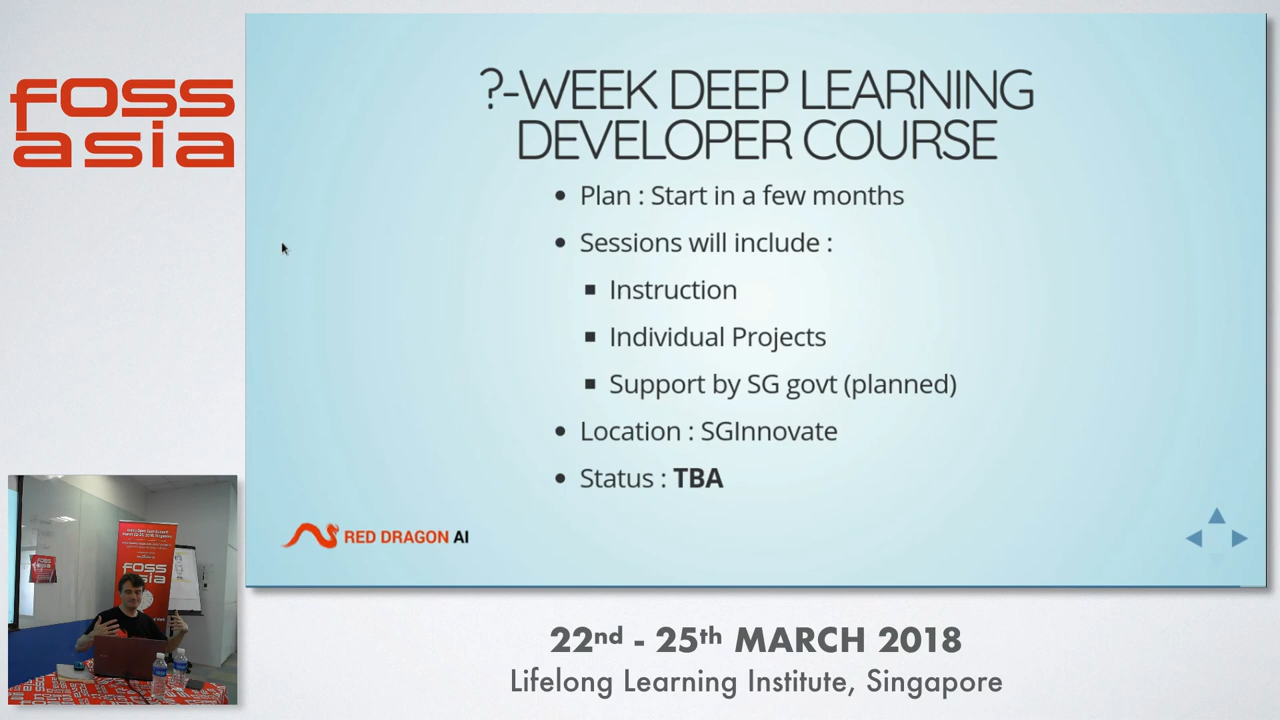 foss
asia
?-WEEK DEEP LEARNING
DEVELOPER COURSE
• Plan : Start in a few months
• Sessions will include :
▪ Instruction
▪ Individual Projects
▪ Support by SG govt (planned)
• Location : SGInnovate
• Status : TBA
RED DRAGON AI
foss
asia
22nd - 25th MARCH 2018
Lifelong Learning Institute, Singapore